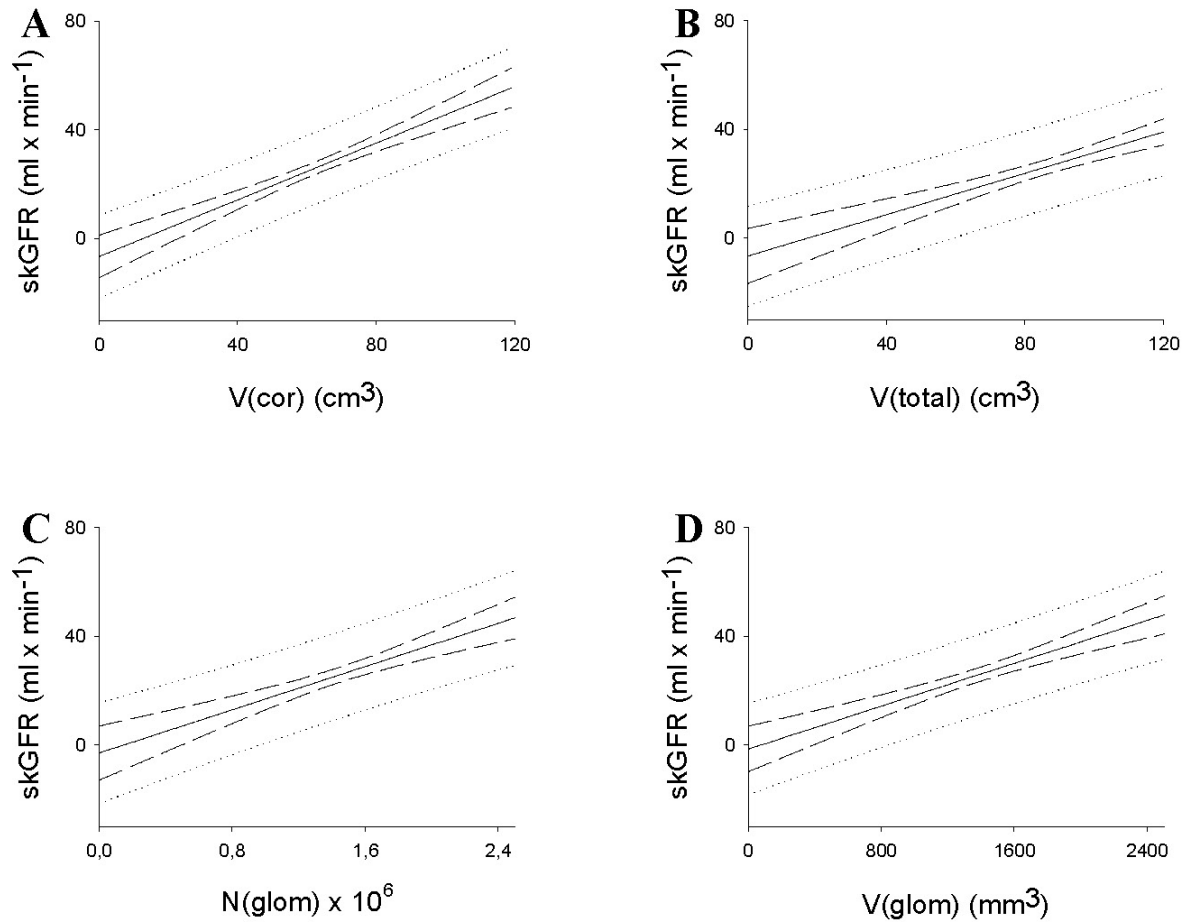 A
B
80
40
0
skGFR (ml x min-1)
0 40 80 120
V(cor) (cm3)
80
40
0
skGFR (ml x min-1)
0 40 80 120
V(total) (cm3)
C
D
80
40
0
skGFR (ml x min-1)
0,0 0,8 1,6 2,4
N(glom) x 10⁶
80
40
0
skGFR (ml x min-1)
0 800 1600 2400
V(glom) (mm3)